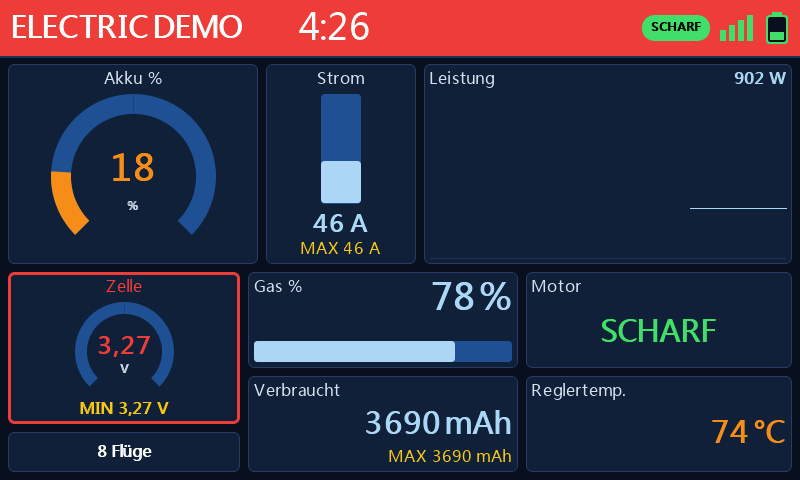 ELECTRIC DEMO 4:26 SCHARF
Akku %
18
%
Strom
46 A
MAX 46 A
Leistung 902 W
Zelle
3,27
V
MIN 3,27 V
8 Flüge
Gas % 78 %
Motor
SCHARF
Verbraucht
3690 mAh
MAX 3690 mAh
Reglertemp.
74 °C